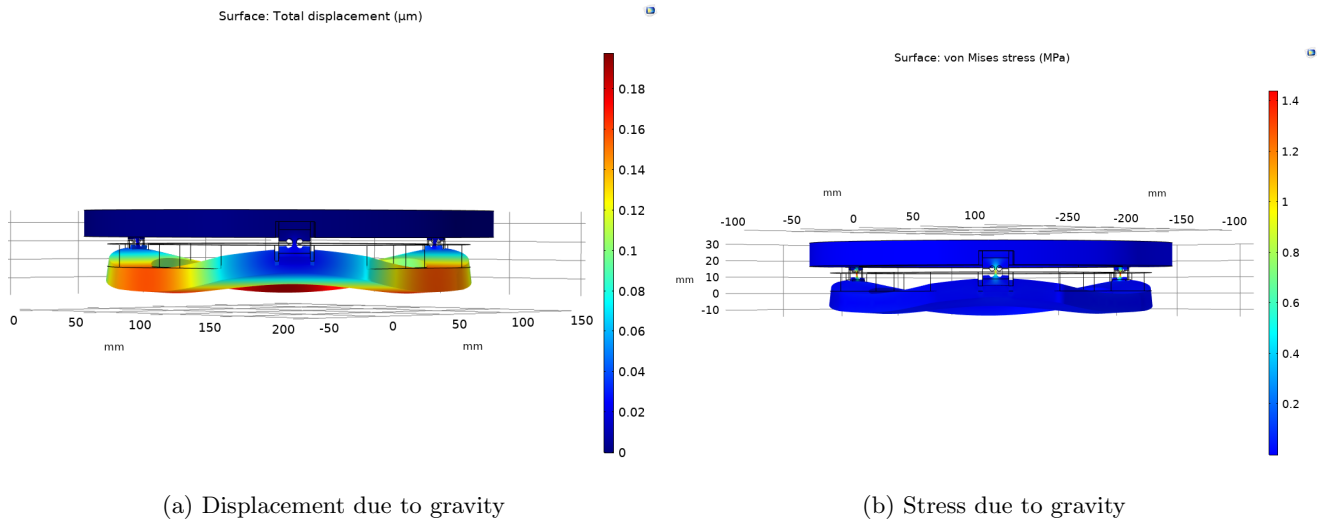 Surface: Total displacement (µm)
0.18
0.16
0.14
0.12
0.1
0.08
0.06
0.04
0.02
0
0 50 100 150 200 -50 0 50 100 150
mm mm
(a) Displacement due to gravity
Surface: von Mises stress (MPa)
1.4
1.2
1
0.8
0.6
0.4
0.2
mm mm
-100 -50 0 50 100 -250 -200 -150 -100
30
20
10
0
-10
mm
(b) Stress due to gravity